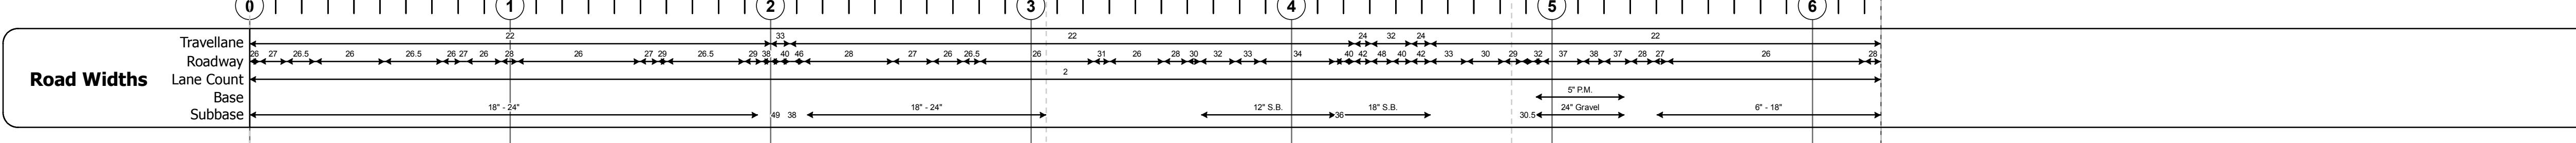 0 1 2 3 4 5 6
Road Widths
Travellane 22 33 22 24 32 24 22
Roadway 26 27 26.5 26 26.5 26 27 26 28 26 27 29 26.5 29 38 40 46 28 27 26 26.5 26 31 26 28 30 32 33 34 40 42 48 40 42 33 30 29 32 37 38 37 28 27 26 28
Lane Count 2
Base 5" P.M.
Subbase 18" - 24" 49 38 18" - 24" 12" S.B. 36 18" S.B. 30.5 24" Gravel 6" - 18"